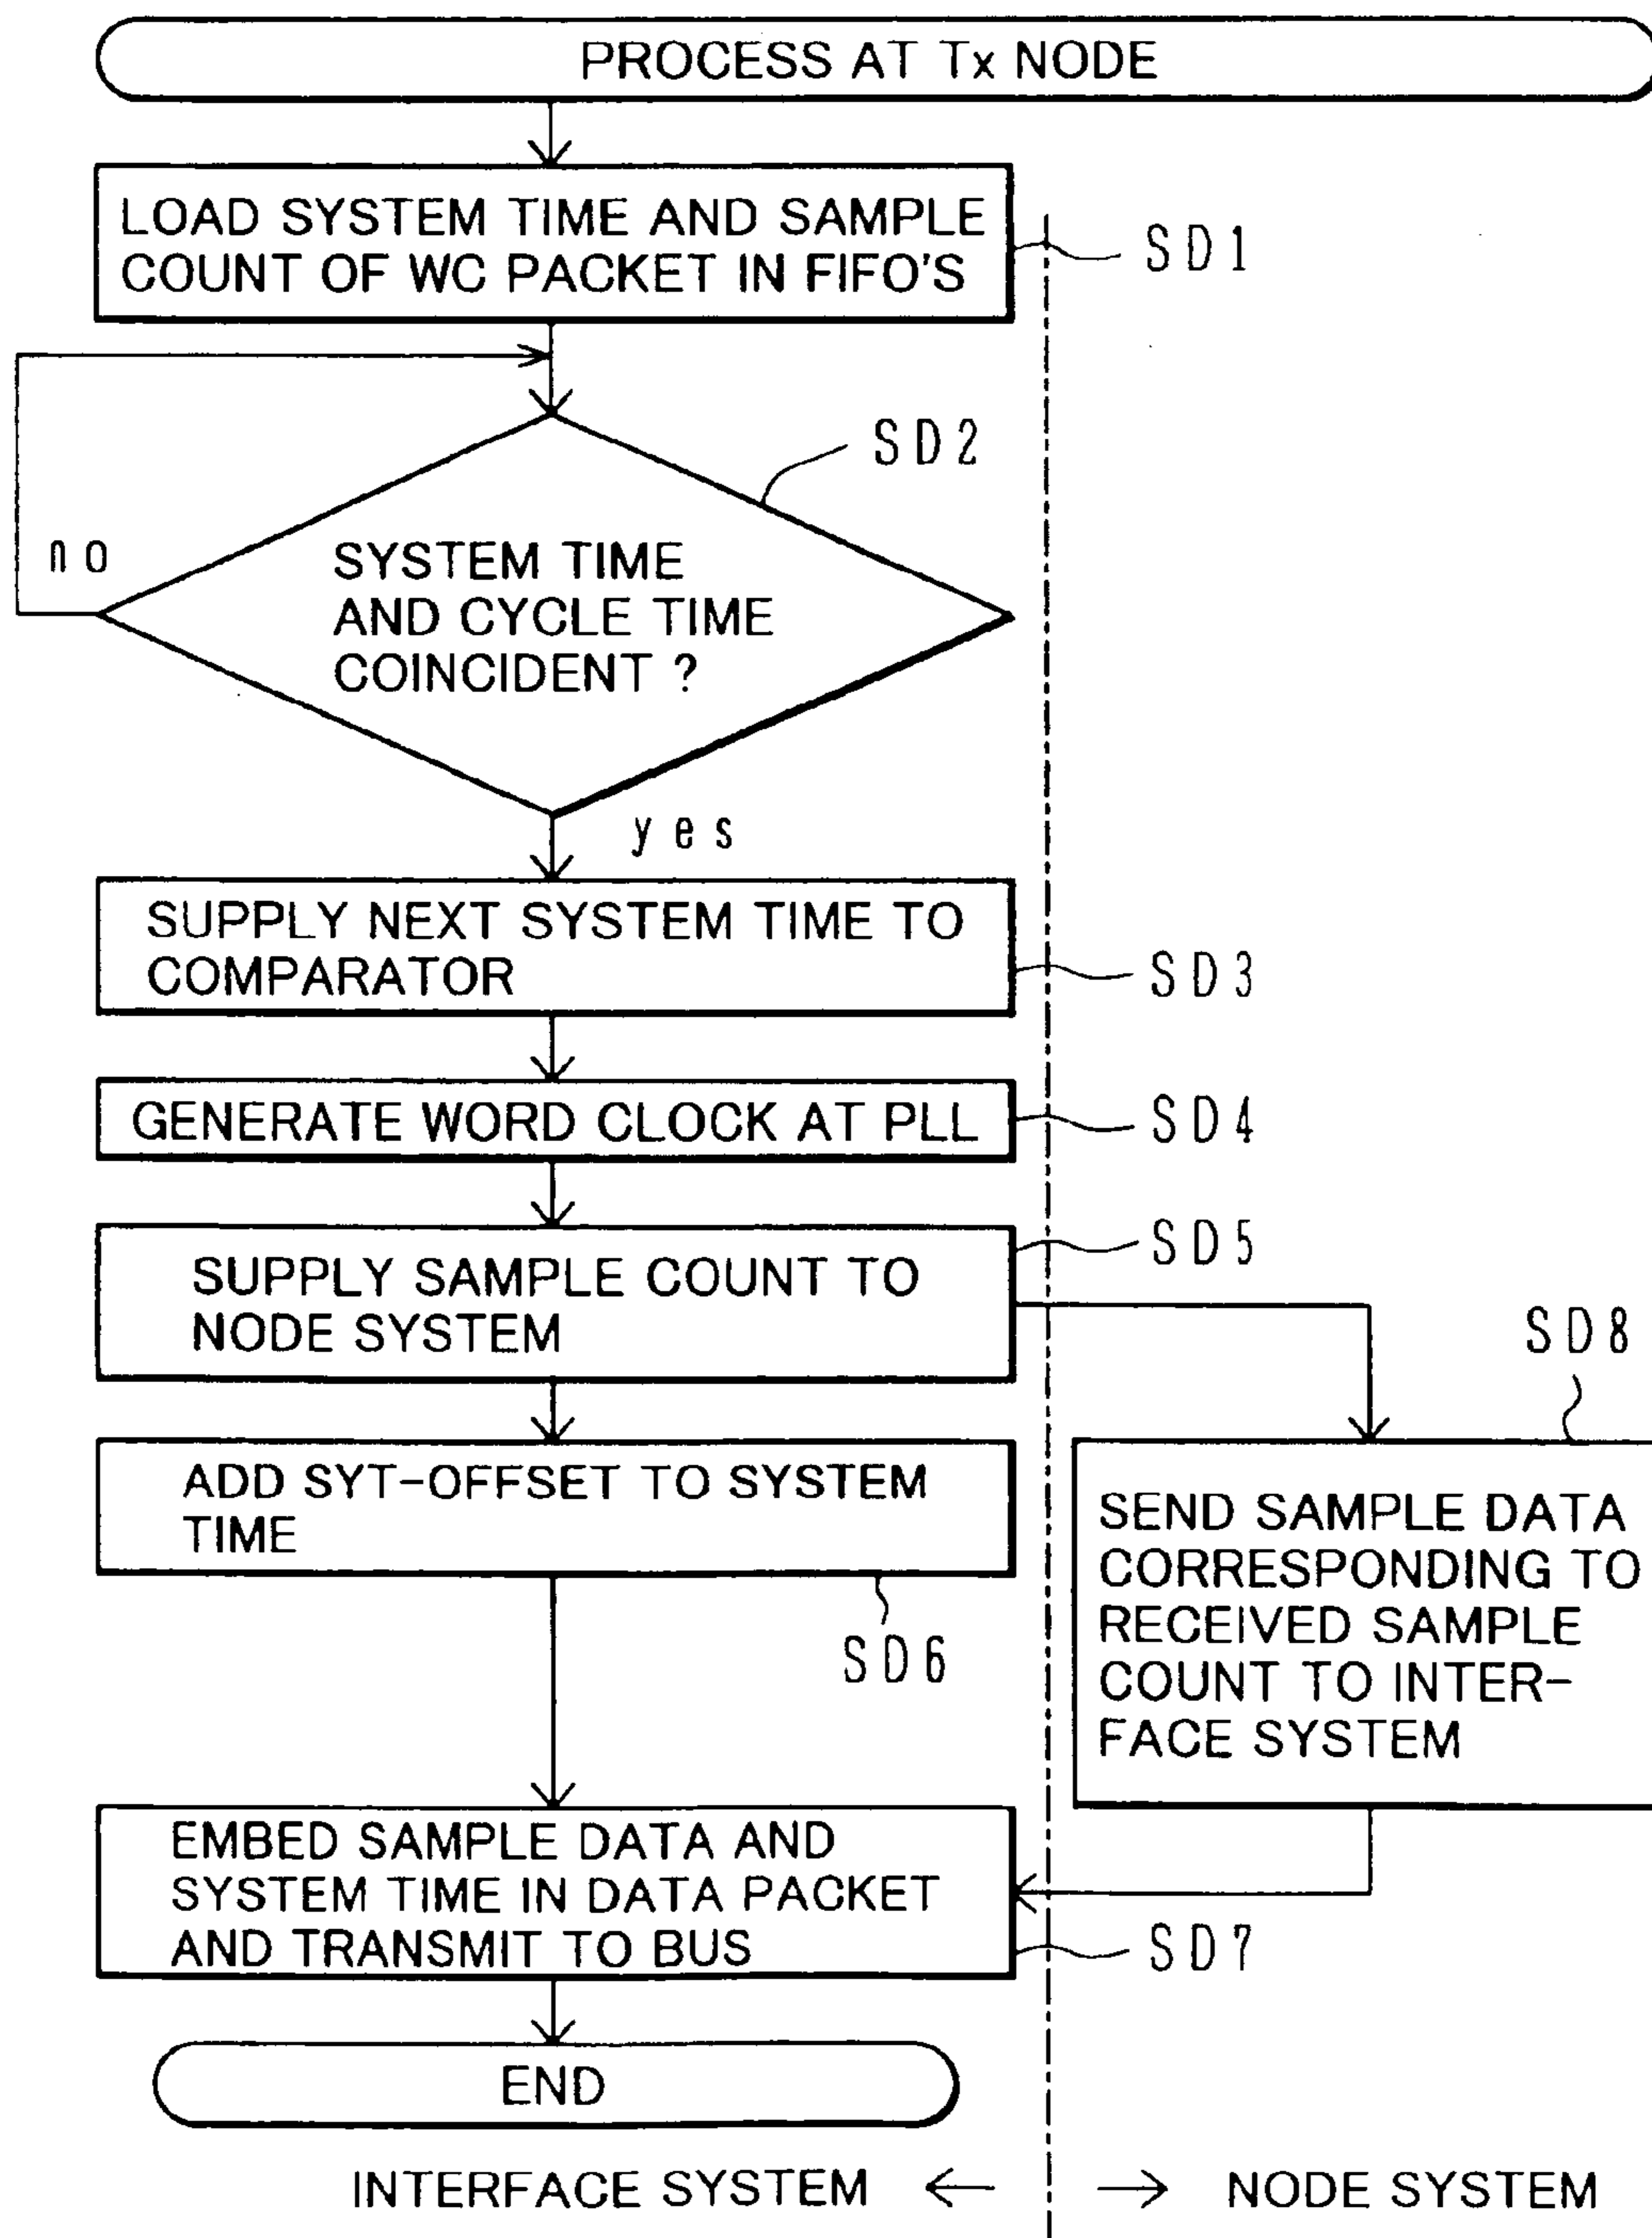 PROCESS AT Tx NODE
LOAD SYSTEM TIME AND SAMPLE
COUNT OF WC PACKET IN FIFO'S
SD1
SD2
no
SYSTEM TIME
AND CYCLE TIME
COINCIDENT ?
yes
SUPPLY NEXT SYSTEM TIME TO
COMPARATOR
SD3
GENERATE WORD CLOCK AT PLL
SD4
SUPPLY SAMPLE COUNT TO
NODE SYSTEM
SD5
SD8
ADD SYT-OFFSET TO SYSTEM
TIME
SD6
SEND SAMPLE DATA
CORRESPONDING TO
RECEIVED SAMPLE
COUNT TO INTER-
FACE SYSTEM
EMBED SAMPLE DATA AND
SYSTEM TIME IN DATA PACKET
AND TRANSMIT TO BUS
SD7
END
INTERFACE SYSTEM ← → NODE SYSTEM